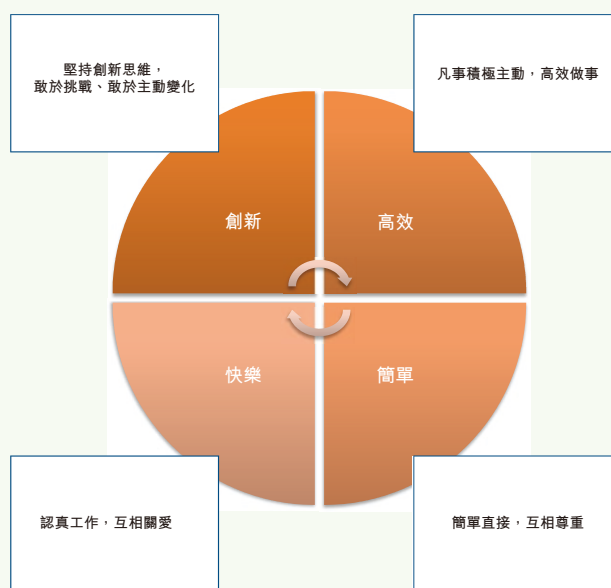 堅持創新思維，
敢於挑戰、敢於主動變化
凡事積極主動，高效做事
創新
高效
快樂
簡單
認真工作，互相關愛
簡單直接，互相尊重